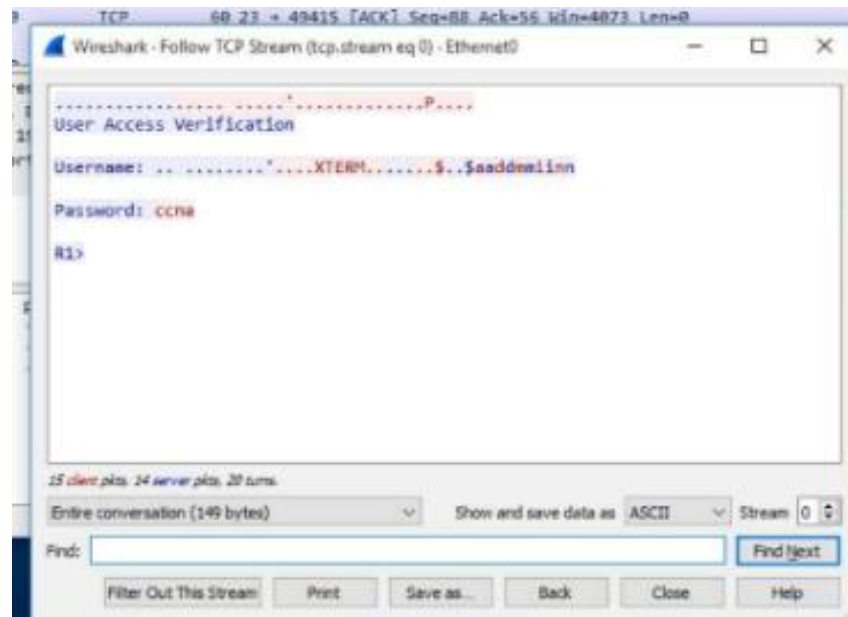 TCP 60 23 → 49415 [ACK] Seq=88 Ack=56 Win=4073 Len=0
Wireshark · Follow TCP Stream (tcp.stream eq 0) · Ethernet0
................. .....'.............P....
User Access Verification
Username: .. ........'....XTERM.......$..$aaddmmiinn
Password: ccna
R1>
15 client pkts, 14 server pkts, 20 turns.
Entire conversation (149 bytes) Show and save data as ASCII Stream 0
Find: Find Next
Filter Out This Stream Print Save as... Back Close Help